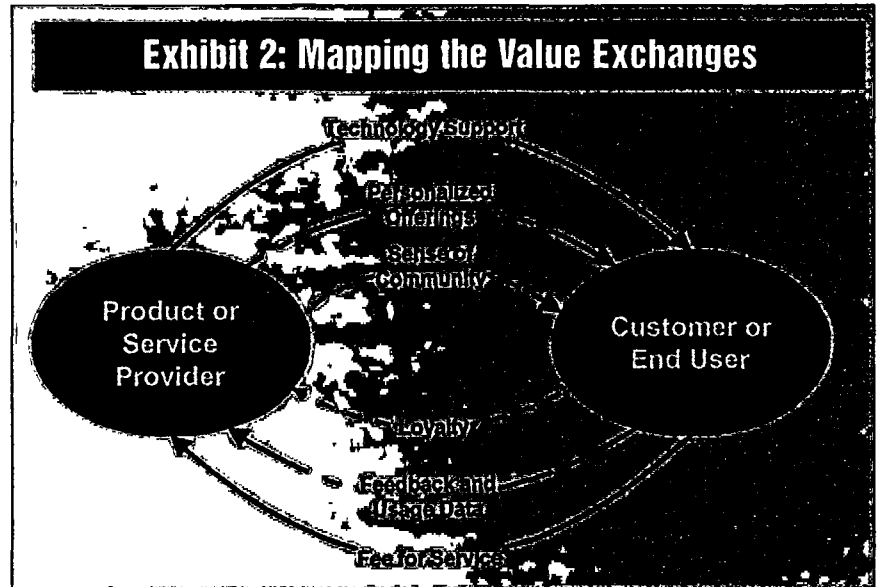 Exhibit 2: Mapping the Value Exchanges
Technology Support
Personalized
Offerings
Sense of
Community
Product or
Service
Provider
Customer or
End User
Loyalty
Feedback and
Usage Data
Fee for Service